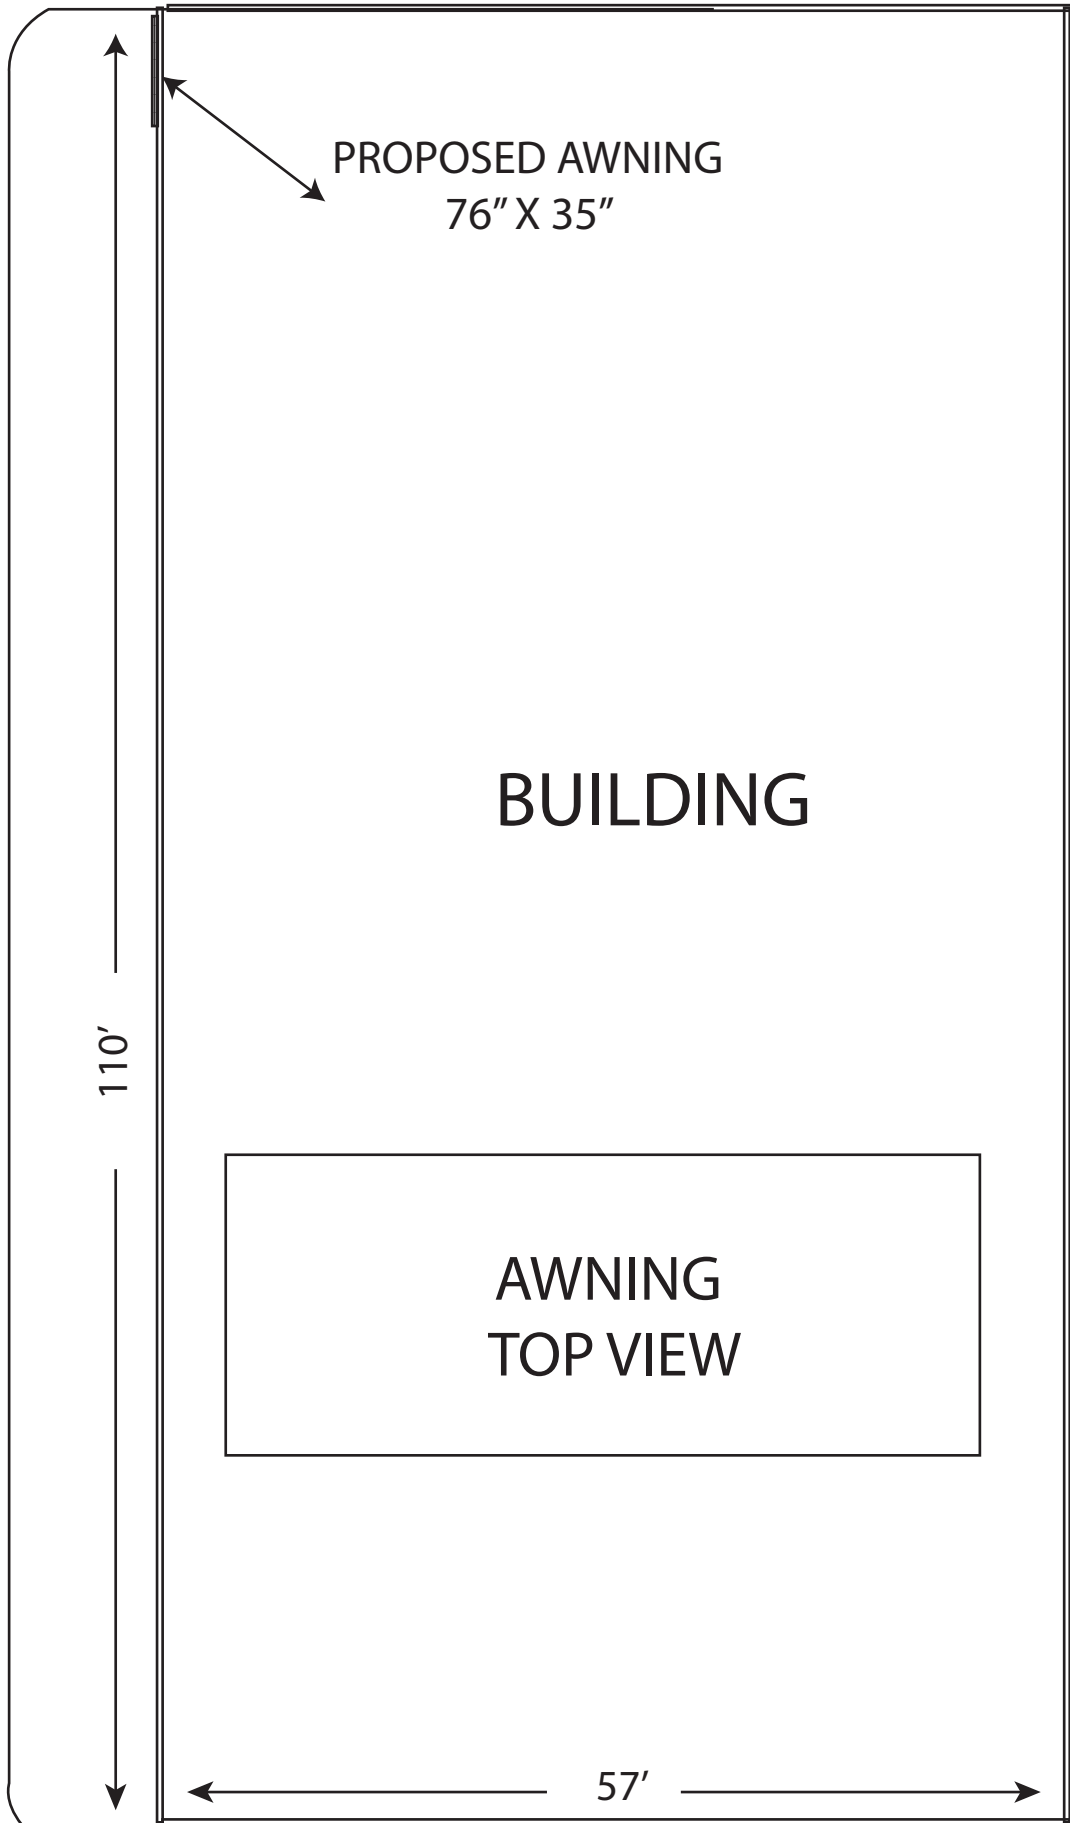 PROPOSED AWNING
76” X 35”
BUILDING
110’
AWNING
TOP VIEW
57’